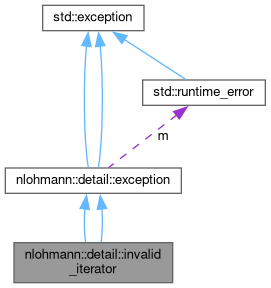 std::exception
std::runtime_error
m
nlohmann::detail::exception
nlohmann::detail::invalid
_iterator